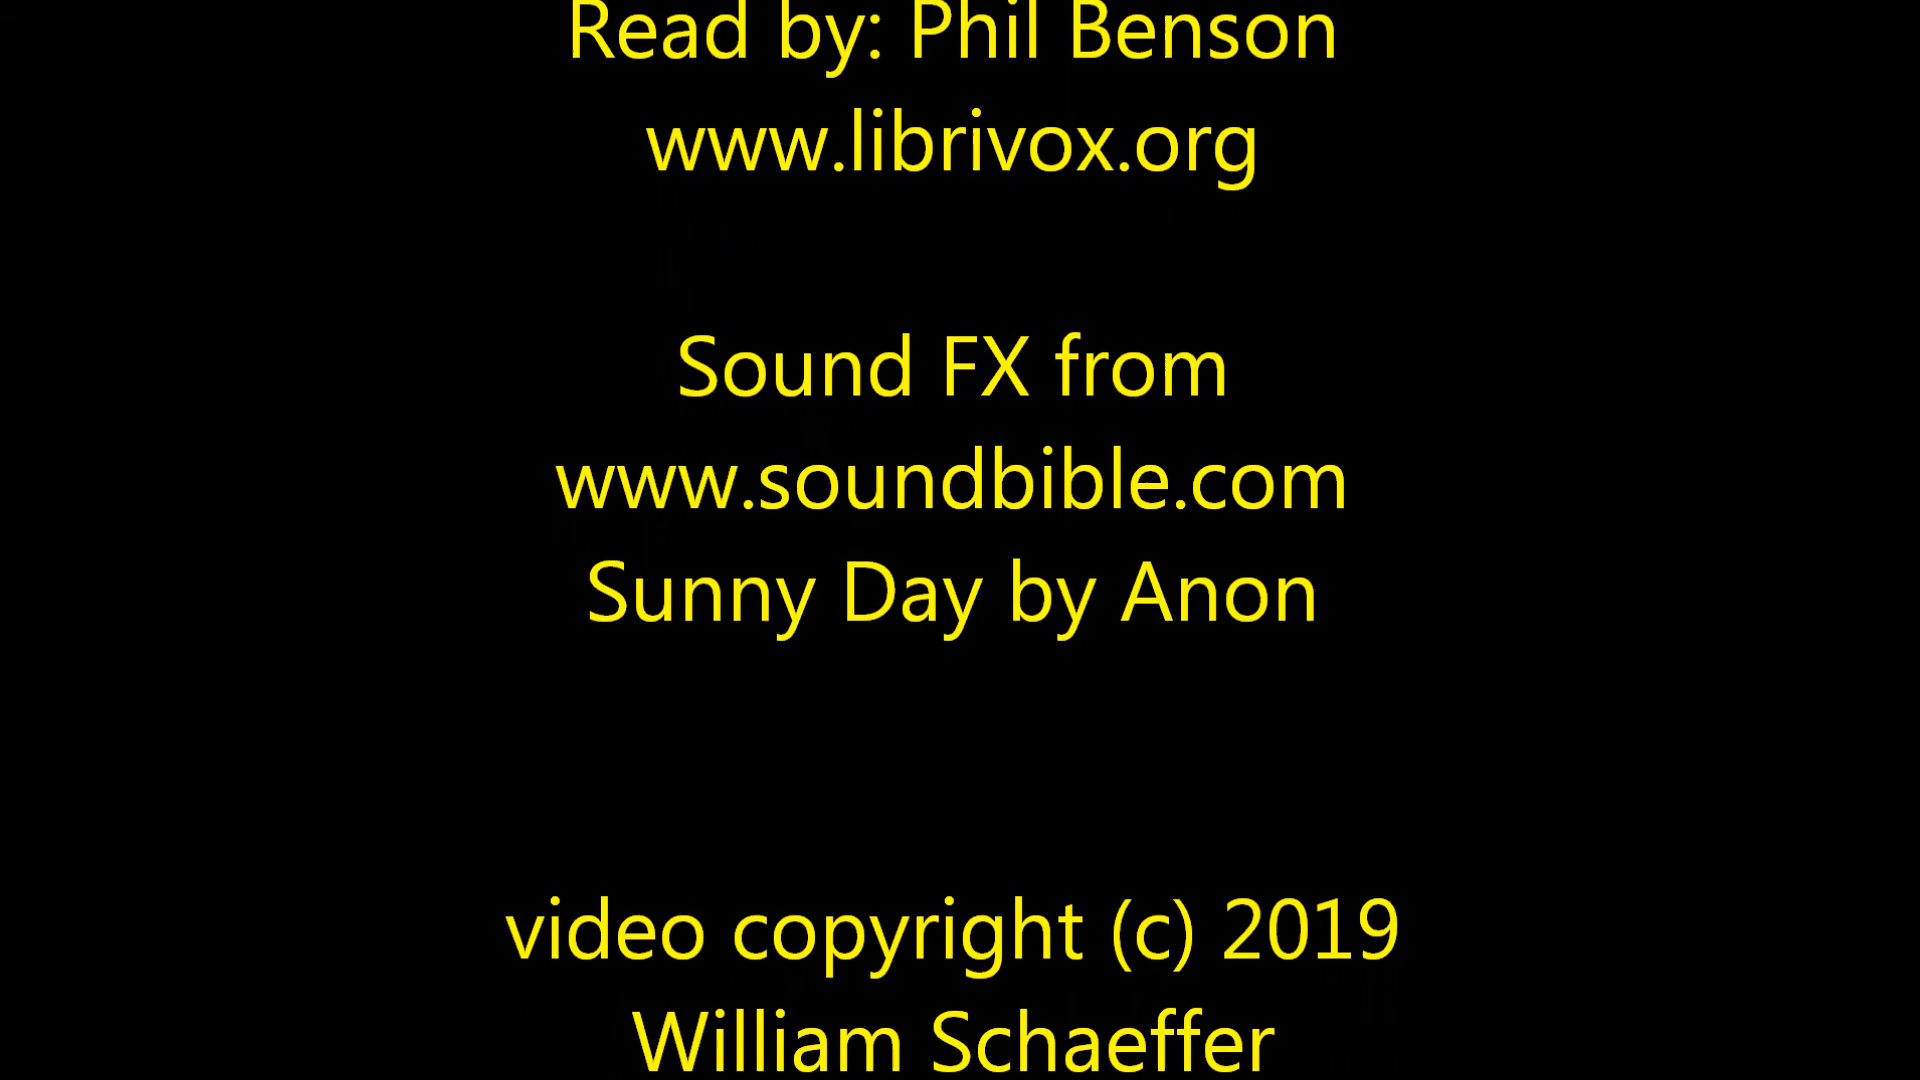 Read by: Phil Benson
www.librivox.org
Sound FX from
www.soundbible.com
Sunny Day by Anon
video copyright (c) 2019
William Schaeffer